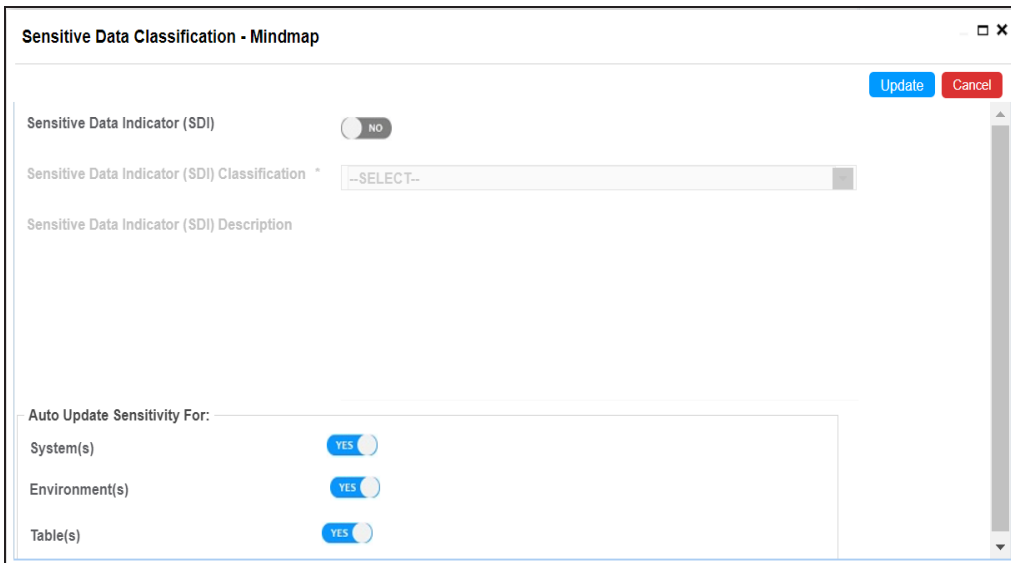 Sensitive Data Classification - Mindmap
Update Cancel
Sensitive Data Indicator (SDI) NO
Sensitive Data Indicator (SDI) Classification * --SELECT--
Sensitive Data Indicator (SDI) Description
Auto Update Sensitivity For:
System(s) YES
Environment(s) YES
Table(s) YES